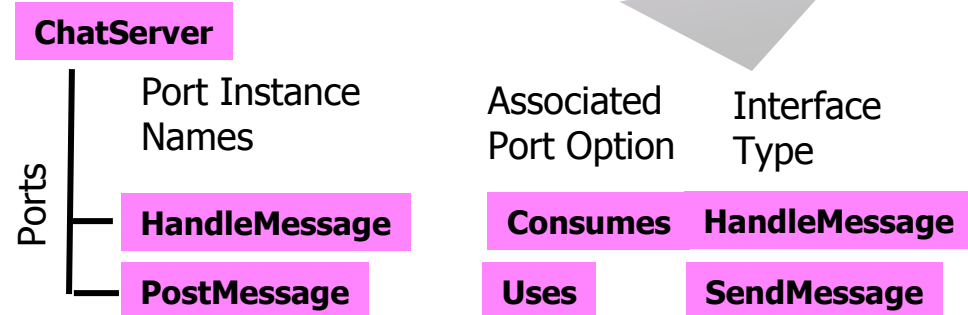 ChatServer
Port Instance
Names
Associated
Port Option
Interface
Type
Ports
HandleMessage Consumes HandleMessage
PostMessage Uses SendMessage